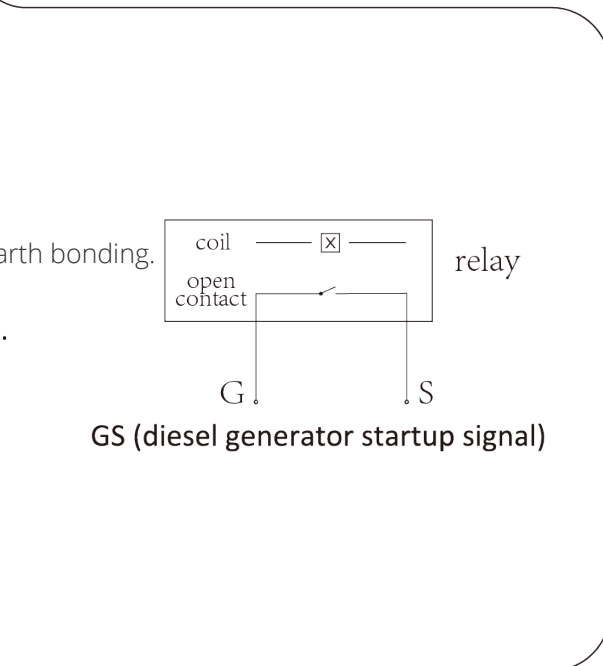 arth bonding.
coil
X
relay
open
contact
.
G
S
GS (diesel generator startup signal)